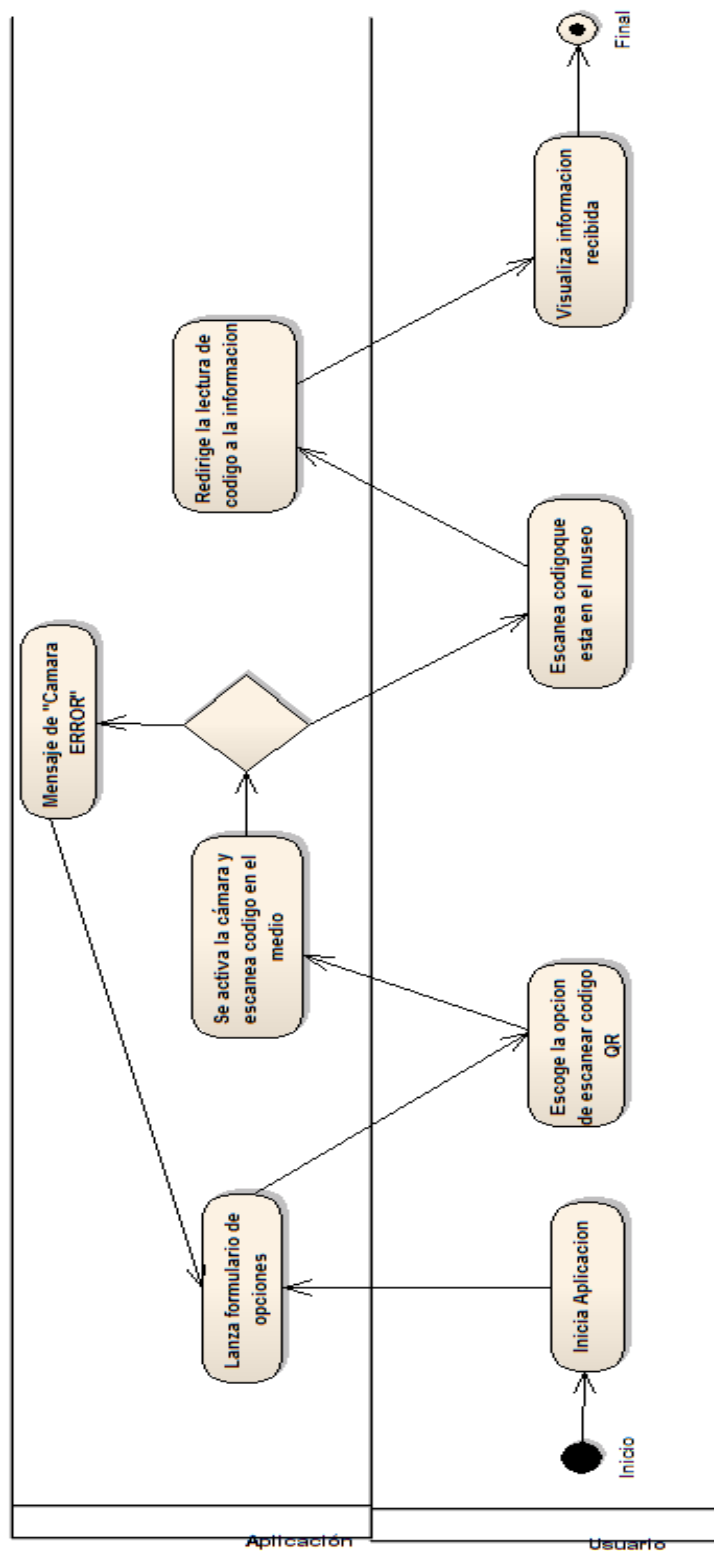 Aplicación
Lanza formulario de
opciones
Se activa la cámara y
escanea codigo en el
medio
Mensaje de "Camara
ERROR"
Redirige la lectura de
codigo a la informacion
Usuario
Inicio
Inicia Aplicacion
Escoge la opcion
de escanear codigo
QR
Escanea codigoque
esta en el museo
Visualiza informacion
recibida
Final